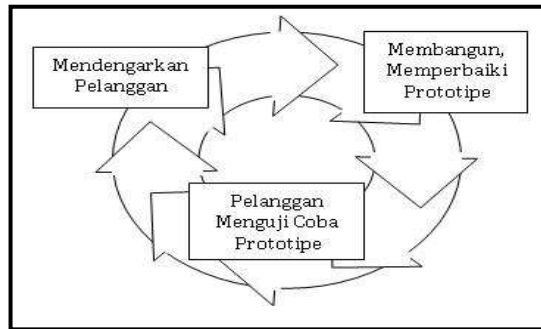 Mendengarkan
Pelanggan
Membangun,
Memperbaiki
Prototipe
Pelanggan
Menguji Coba
Prototipe